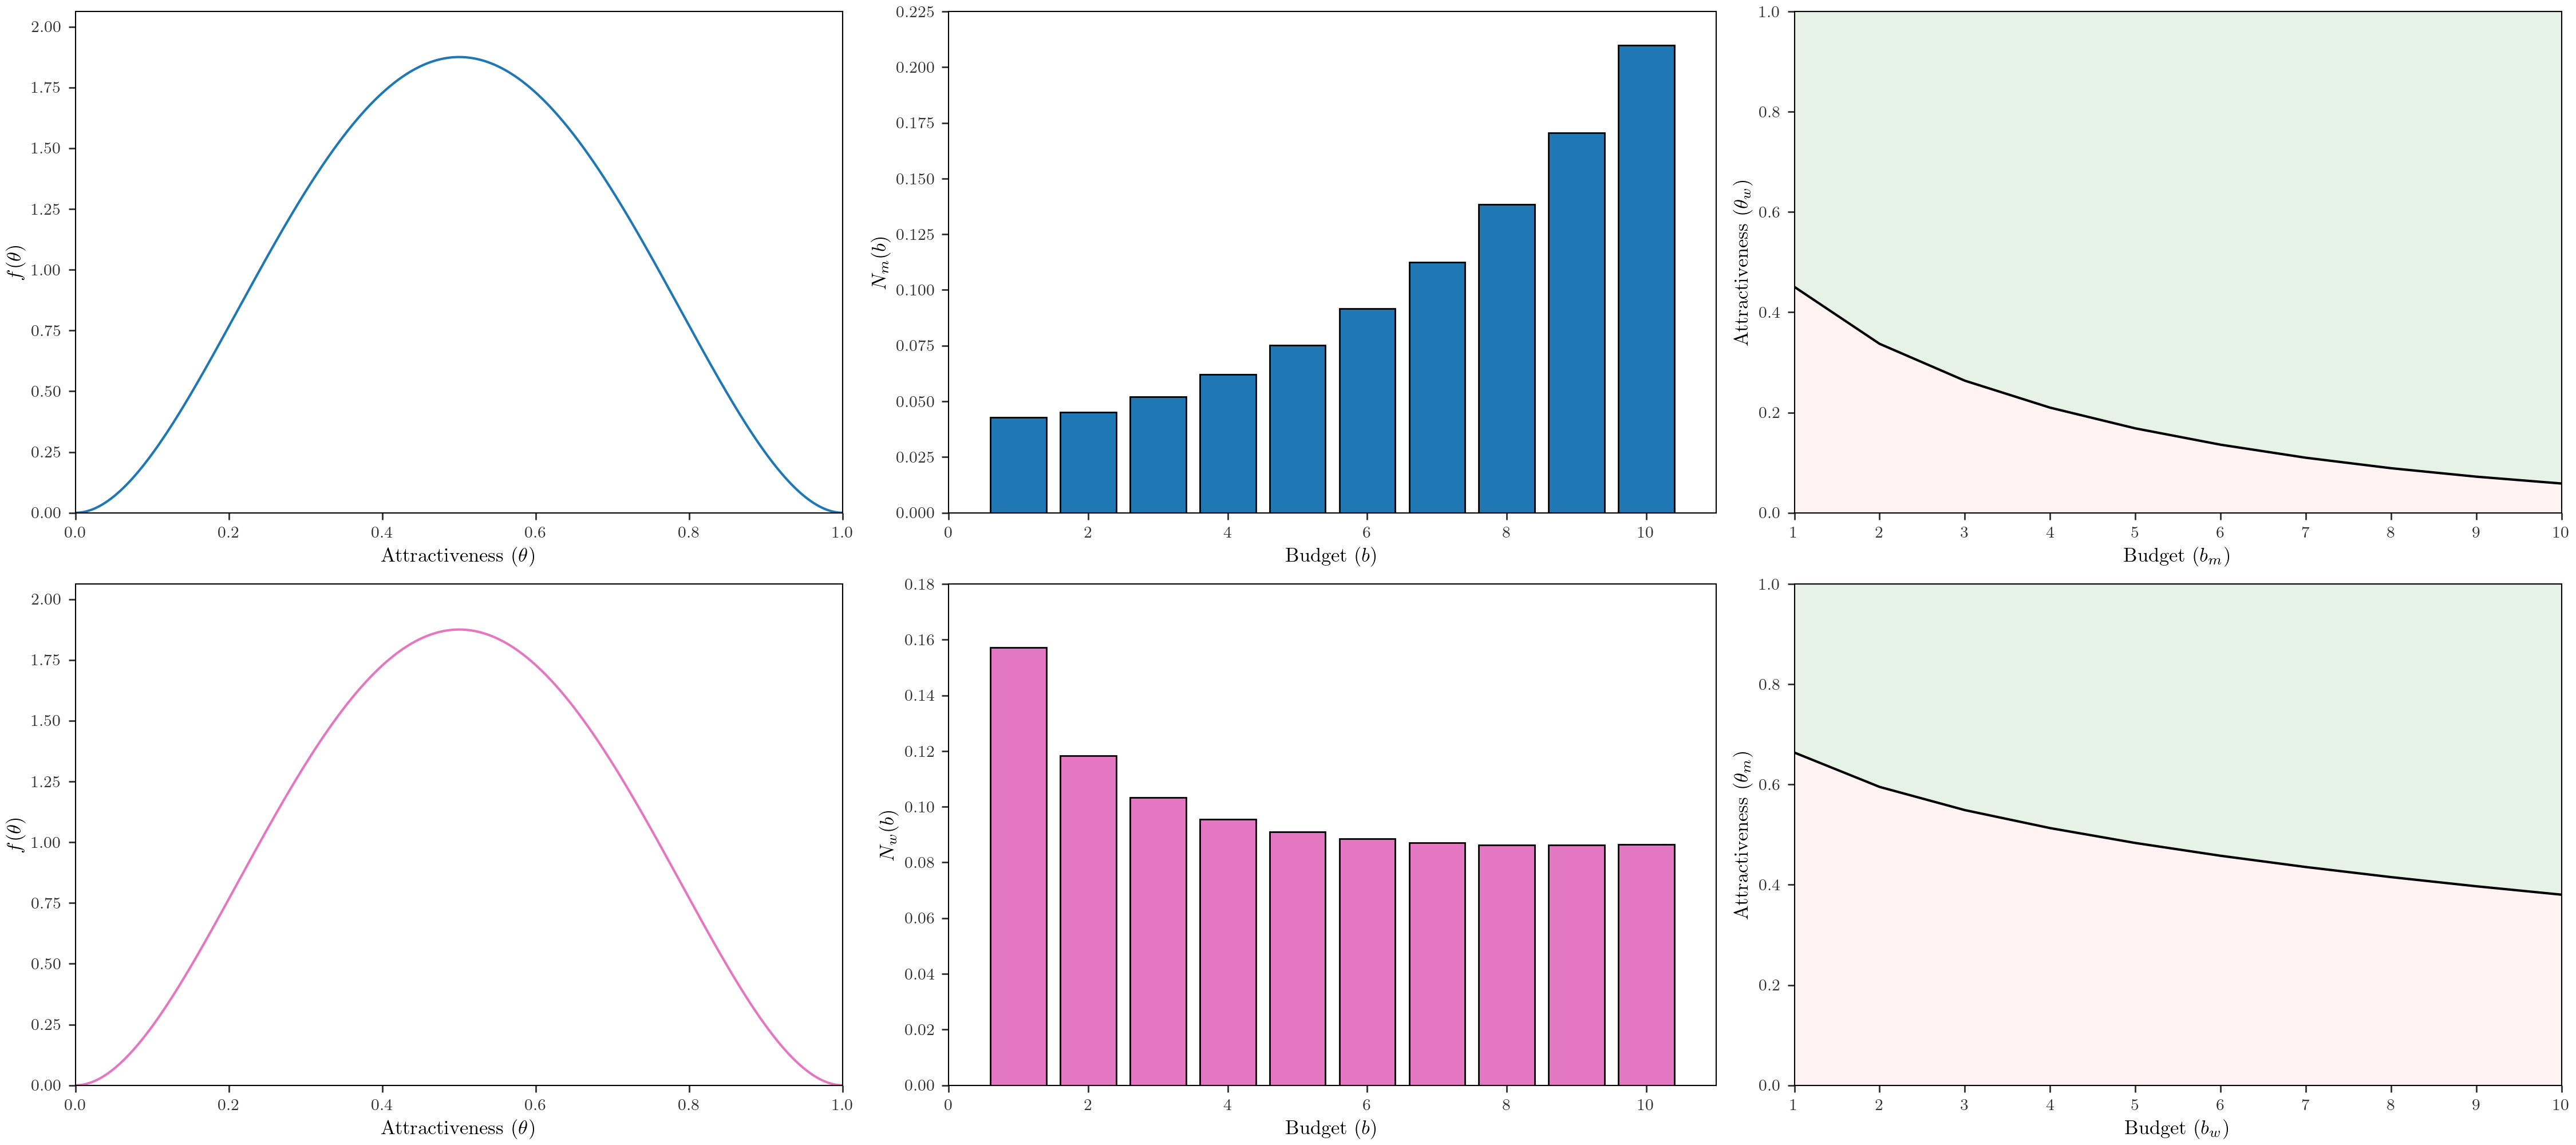 2.00
1.75
1.50
1.25
1.00
0.75
0.50
0.25
0.00
f(θ)
0.0 0.2 0.4 0.6 0.8 1.0
Attractiveness (θ)
0.225
0.200
0.175
0.150
0.125
0.100
0.075
0.050
0.025
0.000
N_m(b)
0 2 4 6 8 10
Budget (b)
1.0
0.8
0.6
0.4
0.2
0.0
Attractiveness (θ_w)
1 2 3 4 5 6 7 8 9 10
Budget (b_m)
2.00
1.75
1.50
1.25
1.00
0.75
0.50
0.25
0.00
f(θ)
0.0 0.2 0.4 0.6 0.8 1.0
Attractiveness (θ)
0.18
0.16
0.14
0.12
0.10
0.08
0.06
0.04
0.02
0.00
N_w(b)
0 2 4 6 8 10
Budget (b)
1.0
0.8
0.6
0.4
0.2
0.0
Attractiveness (θ_m)
1 2 3 4 5 6 7 8 9 10
Budget (b_w)